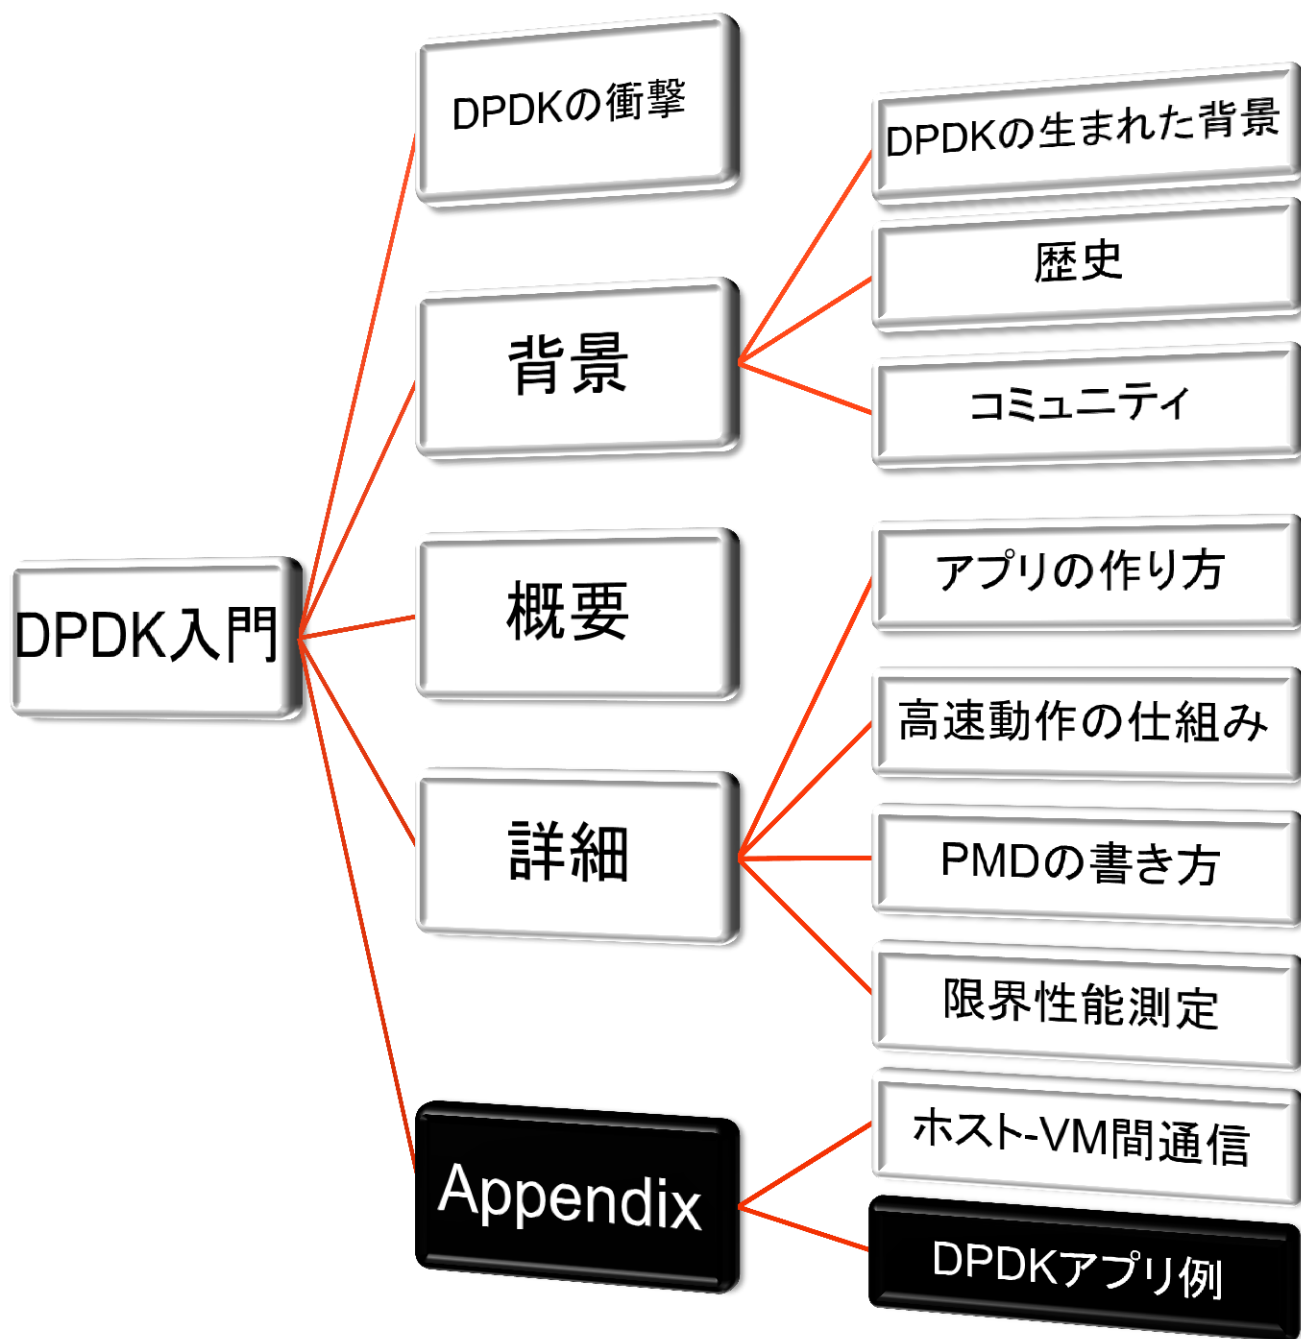 DPDK入門
DPDKの衝撃
背景
DPDKの生まれた背景
歴史
コミュニティ
概要
詳細
アプリの作り方
高速動作の仕組み
PMDの書き方
限界性能測定
Appendix
ホスト-VM間通信
DPDKアプリ例